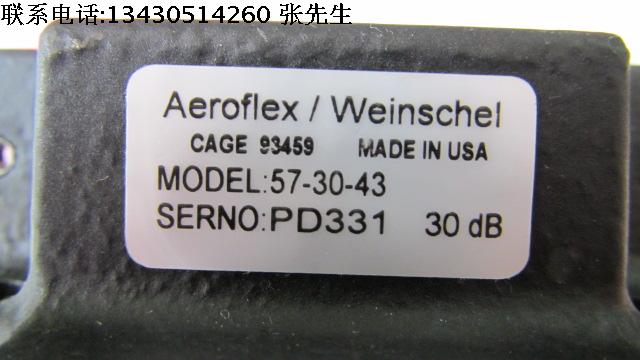 联系电话:13430514260 张先生
Aeroflex / Weinschel
CAGE 93459 MADE IN USA
MODEL:57-30-43
SERNO:PD331 30 dB